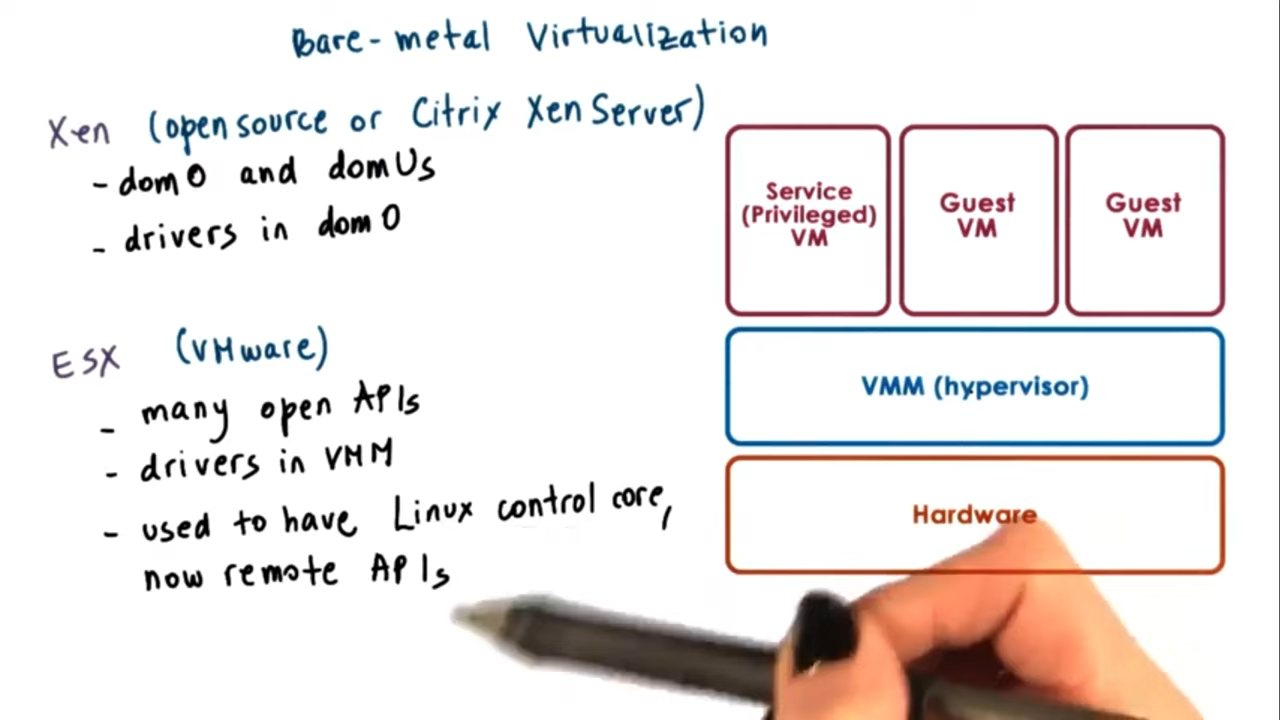 Bare-metal Virtualization
Xen (open source or Citrix XenServer)
- dom0 and domUs
- drivers in dom0
ESX (VMware)
- many open APIs
- drivers in VMM
- used to have Linux control core,
now remote APIs
Service
(Privileged)
VM
Guest
VM
Guest
VM
VMM (hypervisor)
Hardware